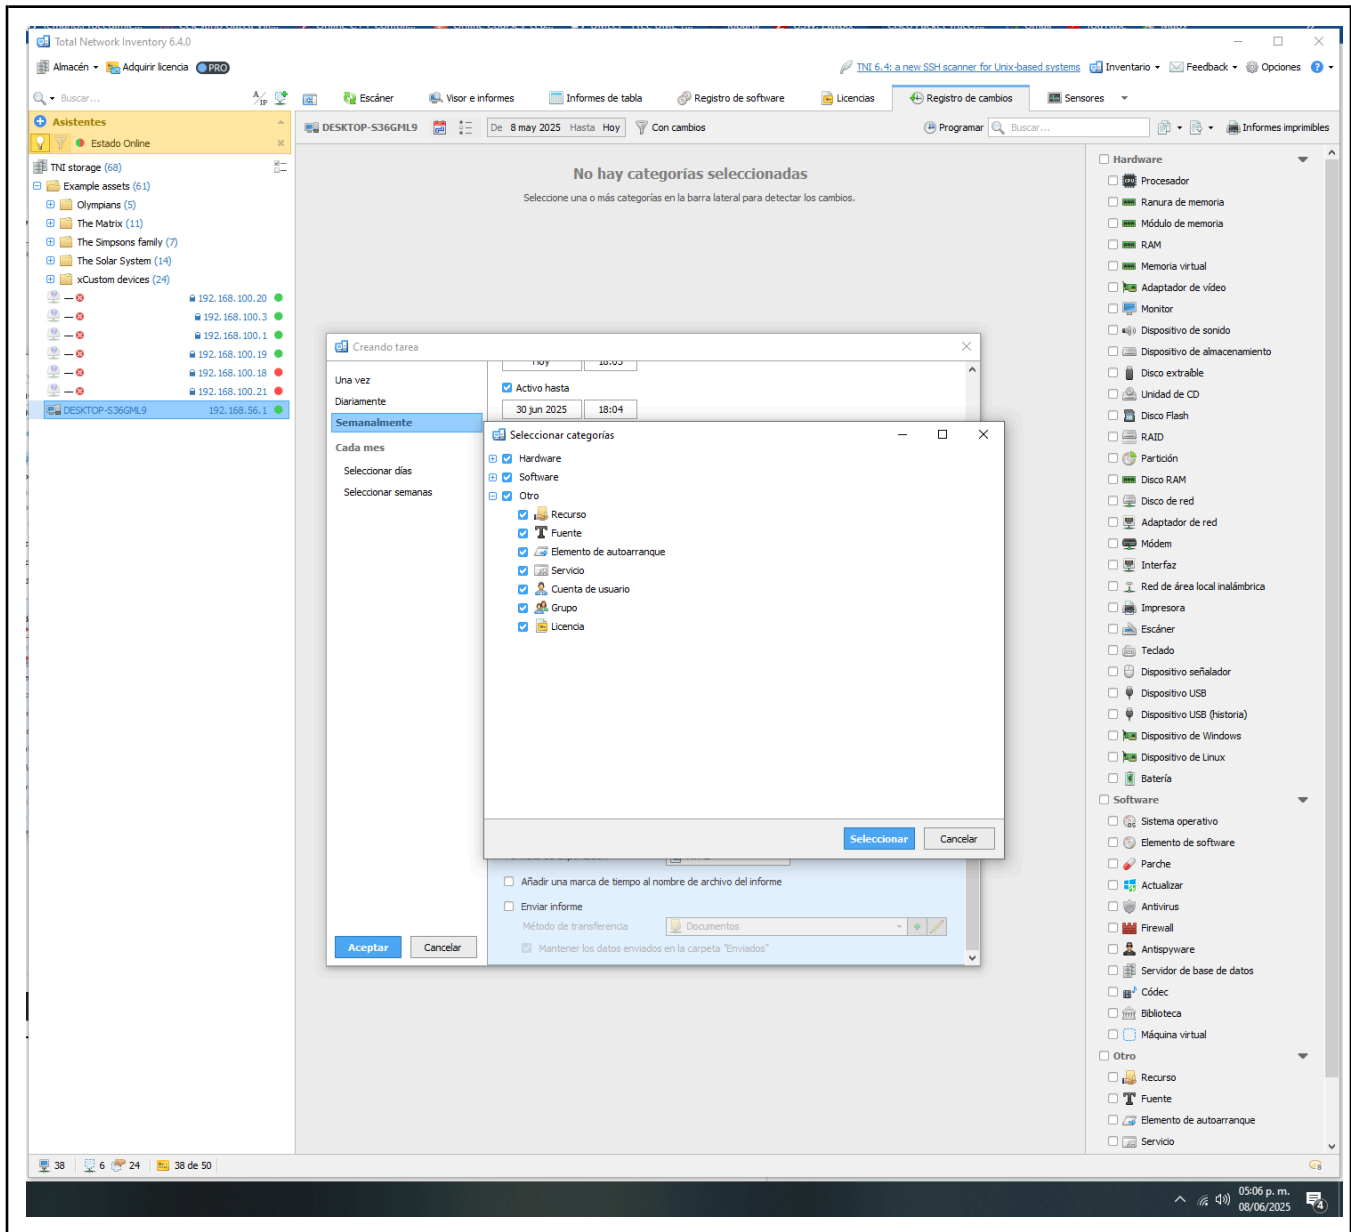 Total Network Inventory 6.4.0
Almacén
Adquirir licencia
PRO
TNI 6.4: a new SSH scanner for Unix-based systems
Inventario
Feedback
Opciones
Buscar...
A/IP
Escáner
Visor e informes
Informes de tabla
Registro de software
Licencias
Registro de cambios
Sensores
Asistentes
Estado Online
DESKTOP-S36GML9
De 8 may 2025 Hasta Hoy
Con cambios
Programar
Buscar...
Informes imprimibles
TNI storage (68)
Example assets (61)
Olympians (5)
The Matrix (11)
The Simpsons family (7)
The Solar System (14)
xCustom devices (24)
192.168.100.20
192.168.100.3
192.168.100.1
192.168.100.19
192.168.100.18
192.168.100.21
DESKTOP-S36GML9 192.168.56.1
No hay categorías seleccionadas
Seleccione una o más categorías en la barra lateral para detectar los cambios.
Creando tarea
Una vez
Diariamente
Semanalmente
Cada mes
Seleccionar días
Seleccionar semanas
Hoy
Activo hasta
30 jun 2025 18:04
Seleccionar categorías
Hardware
Software
Otro
Recurso
Fuente
Elemento de autoarranque
Servicio
Cuenta de usuario
Grupo
Licencia
Seleccionar
Cancelar
Añadir una marca de tiempo al nombre de archivo del informe
Enviar informe
Método de transferencia
Documentos
Mantener los datos enviados en la carpeta "Enviados"
Aceptar
Cancelar
Hardware
Procesador
Ranura de memoria
Módulo de memoria
RAM
Memoria virtual
Adaptador de vídeo
Monitor
Dispositivo de sonido
Dispositivo de almacenamiento
Disco extraíble
Unidad de CD
Disco Flash
RAID
Partición
Disco RAM
Disco de red
Adaptador de red
Módem
Interfaz
Red de área local inalámbrica
Impresora
Escáner
Teclado
Dispositivo señalador
Dispositivo USB
Dispositivo USB (historia)
Dispositivo de Windows
Dispositivo de Linux
Batería
Software
Sistema operativo
Elemento de software
Parche
Actualizar
Antivirus
Firewall
Antispyware
Servidor de base de datos
Códec
Biblioteca
Máquina virtual
Otro
Recurso
Fuente
Elemento de autoarranque
Servicio
38
6
24
38 de 50
05:06 p. m.
08/06/2025
4